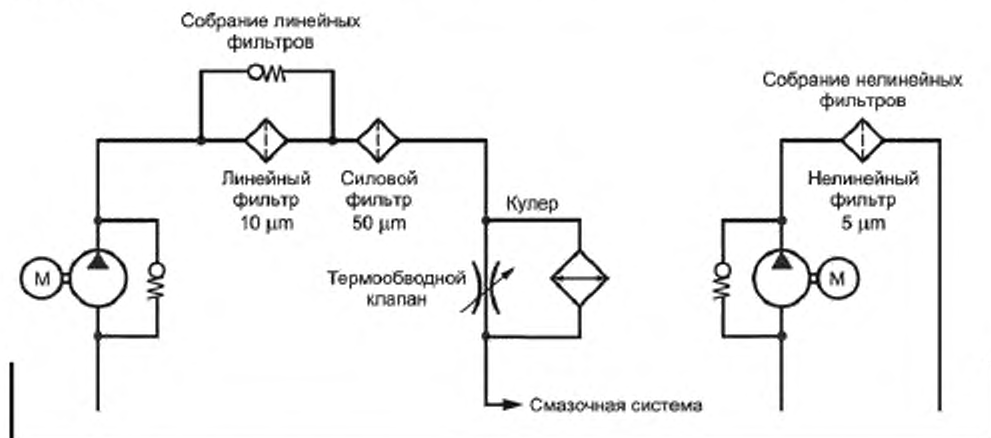 Собрание линейных
фильтров
Линейный
фильтр
10 µm
Силовой
фильтр
50 µm
Кулер
Термообводной
клапан
M
Смазочная система
Собрание нелинейных
фильтров
Нелинейный
фильтр
5 µm
M